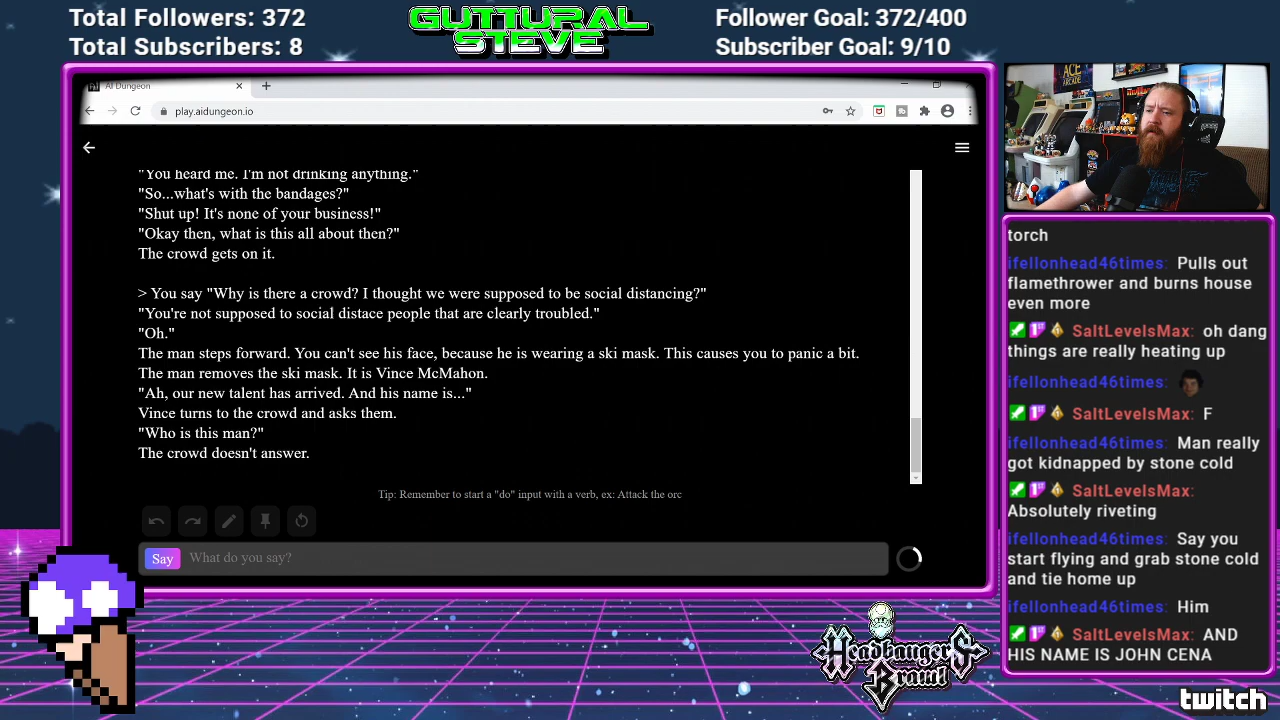 Total Followers: 372
Total Subscribers: 8
GUTTURAL
STEVE
Follower Goal: 372/400
Subscriber Goal: 9/10
AI Dungeon
play.aidungeon.io
"You heard me. I'm not drinking anything."
"So...what's with the bandages?"
"Shut up! It's none of your business!"
"Okay then, what is this all about then?"
The crowd gets on it.
> You say "Why is there a crowd? I thought we were supposed to be social distancing?"
"You're not supposed to social distace people that are clearly troubled."
"Oh."
The man steps forward. You can't see his face, because he is wearing a ski mask. This causes you to panic a bit.
The man removes the ski mask. It is Vince McMahon.
"Ah, our new talent has arrived. And his name is..."
Vince turns to the crowd and asks them.
"Who is this man?"
The crowd doesn't answer.
Tip: Remember to start a "do" input with a verb, ex: Attack the orc
Say What do you say?
ACE
ARCADE
torch
ifellonhead46times: Pulls out
flamethrower and burns house
even more
SaltLevelsMax: oh dang
things are really heating up
ifellonhead46times:
SaltLevelsMax: F
ifellonhead46times: Man really
got kidnapped by stone cold
SaltLevelsMax:
Absolutely riveting
ifellonhead46times: Say you
start flying and grab stone cold
and tie home up
ifellonhead46times: Him
SaltLevelsMax: AND
HIS NAME IS JOHN CENA
Headbangers
Brawl
twitch